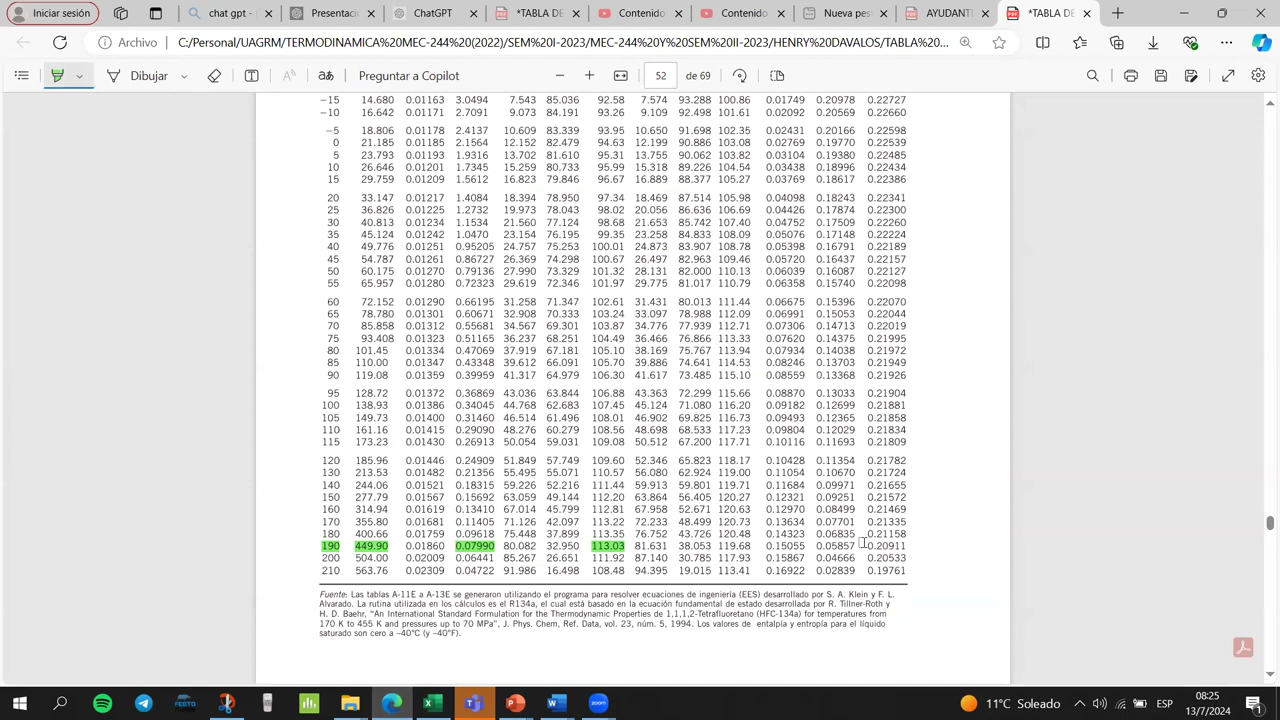 Iniciar sesión
chat gpt -
Presentaci
ChatGPT
*TABLA DE
Contenido
Contenido
Nueva pes
AYUDANTI
*TABLA DE
Archivo C:/Personal/UAGRM/TERMODINAMICA%20MEC-244%20(2022)/SEM%20I-2023/MEC-244%20Y%20SEM%20II-2023/HENRY%20DAVALOS/TABLA%20...
Dibujar
Preguntar a Copilot
52 de 69
−15 14.680 0.01163 3.0494 7.543 85.036 92.58 7.574 93.288 100.86 0.01749 0.20978 0.22727
−10 16.642 0.01171 2.7091 9.073 84.191 93.26 9.109 92.498 101.61 0.02092 0.20569 0.22660
−5 18.806 0.01178 2.4137 10.609 83.339 93.95 10.650 91.698 102.35 0.02431 0.20166 0.22598
0 21.185 0.01185 2.1564 12.152 82.479 94.63 12.199 90.886 103.08 0.02769 0.19770 0.22539
5 23.793 0.01193 1.9316 13.702 81.610 95.31 13.755 90.062 103.82 0.03104 0.19380 0.22485
10 26.646 0.01201 1.7345 15.259 80.733 95.99 15.318 89.226 104.54 0.03438 0.18996 0.22434
15 29.759 0.01209 1.5612 16.823 79.846 96.67 16.889 88.377 105.27 0.03769 0.18617 0.22386
20 33.147 0.01217 1.4084 18.394 78.950 97.34 18.469 87.514 105.98 0.04098 0.18243 0.22341
25 36.826 0.01225 1.2732 19.973 78.043 98.02 20.056 86.636 106.69 0.04426 0.17874 0.22300
30 40.813 0.01234 1.1534 21.560 77.124 98.68 21.653 85.742 107.40 0.04752 0.17509 0.22260
35 45.124 0.01242 1.0470 23.154 76.195 99.35 23.258 84.833 108.09 0.05076 0.17148 0.22224
40 49.776 0.01251 0.95205 24.757 75.253 100.01 24.873 83.907 108.78 0.05398 0.16791 0.22189
45 54.787 0.01261 0.86727 26.369 74.298 100.67 26.497 82.963 109.46 0.05720 0.16437 0.22157
50 60.175 0.01270 0.79136 27.990 73.329 101.32 28.131 82.000 110.13 0.06039 0.16087 0.22127
55 65.957 0.01280 0.72323 29.619 72.346 101.97 29.775 81.017 110.79 0.06358 0.15740 0.22098
60 72.152 0.01290 0.66195 31.258 71.347 102.61 31.431 80.013 111.44 0.06675 0.15396 0.22070
65 78.780 0.01301 0.60671 32.908 70.333 103.24 33.097 78.988 112.09 0.06991 0.15053 0.22044
70 85.858 0.01312 0.55681 34.567 69.301 103.87 34.776 77.939 112.71 0.07306 0.14713 0.22019
75 93.408 0.01323 0.51165 36.237 68.251 104.49 36.466 76.866 113.33 0.07620 0.14375 0.21995
80 101.45 0.01334 0.47069 37.919 67.181 105.10 38.169 75.767 113.94 0.07934 0.14038 0.21972
85 110.00 0.01347 0.43348 39.612 66.091 105.70 39.886 74.641 114.53 0.08246 0.13703 0.21949
90 119.08 0.01359 0.39959 41.317 64.979 106.30 41.617 73.485 115.10 0.08559 0.13368 0.21926
95 128.72 0.01372 0.36869 43.036 63.844 106.88 43.363 72.299 115.66 0.08870 0.13033 0.21904
100 138.93 0.01386 0.34045 44.768 62.683 107.45 45.124 71.080 116.20 0.09182 0.12699 0.21881
105 149.73 0.01400 0.31460 46.514 61.496 108.01 46.902 69.825 116.73 0.09493 0.12365 0.21858
110 161.16 0.01415 0.29090 48.276 60.279 108.56 48.698 68.533 117.23 0.09804 0.12029 0.21834
115 173.23 0.01430 0.26913 50.054 59.031 109.08 50.512 67.200 117.71 0.10116 0.11693 0.21809
120 185.96 0.01446 0.24909 51.849 57.749 109.60 52.346 65.823 118.17 0.10428 0.11354 0.21782
130 213.53 0.01482 0.21356 55.495 55.071 110.57 56.080 62.924 119.00 0.11054 0.10670 0.21724
140 244.06 0.01521 0.18315 59.226 52.216 111.44 59.913 59.801 119.71 0.11684 0.09971 0.21655
150 277.79 0.01567 0.15692 63.059 49.144 112.20 63.864 56.405 120.27 0.12321 0.09251 0.21572
160 314.94 0.01619 0.13410 67.014 45.799 112.81 67.958 52.671 120.63 0.12970 0.08499 0.21469
170 355.80 0.01681 0.11405 71.126 42.097 113.22 72.233 48.499 120.73 0.13634 0.07701 0.21335
180 400.66 0.01759 0.09618 75.448 37.899 113.35 76.752 43.726 120.48 0.14323 0.06835 0.21158
190 449.90 0.01860 0.07990 80.082 32.950 113.03 81.631 38.053 119.68 0.15055 0.05857 0.20911
200 504.00 0.02009 0.06441 85.267 26.651 111.92 87.140 30.785 117.93 0.15867 0.04666 0.20533
210 563.76 0.02309 0.04722 91.986 16.498 108.48 94.395 19.015 113.41 0.16922 0.02839 0.19761
Fuente: Las tablas A-11E a A-13E se generaron utilizando el programa para resolver ecuaciones de ingeniería (EES) desarrollado por S. A. Klein y F. L.
Alvarado. La rutina utilizada en los cálculos es el R134a, el cual está basado en la ecuación fundamental de estado desarrollada por R. Tillner-Roth y
H. D. Baehr, “An International Standard Formulation for the Thermodynamic Properties de 1,1,1,2-Tetrafluoretano (HFC-134a) for temperatures from
170 K to 455 K and pressures up to 70 MPa”, J. Phys. Chem, Ref. Data, vol. 23, núm. 5, 1994. Los valores de entalpía y entropía para el líquido
saturado son cero a −40°C (y −40°F).
11°C Soleado
ESP
08:25
13/7/2024